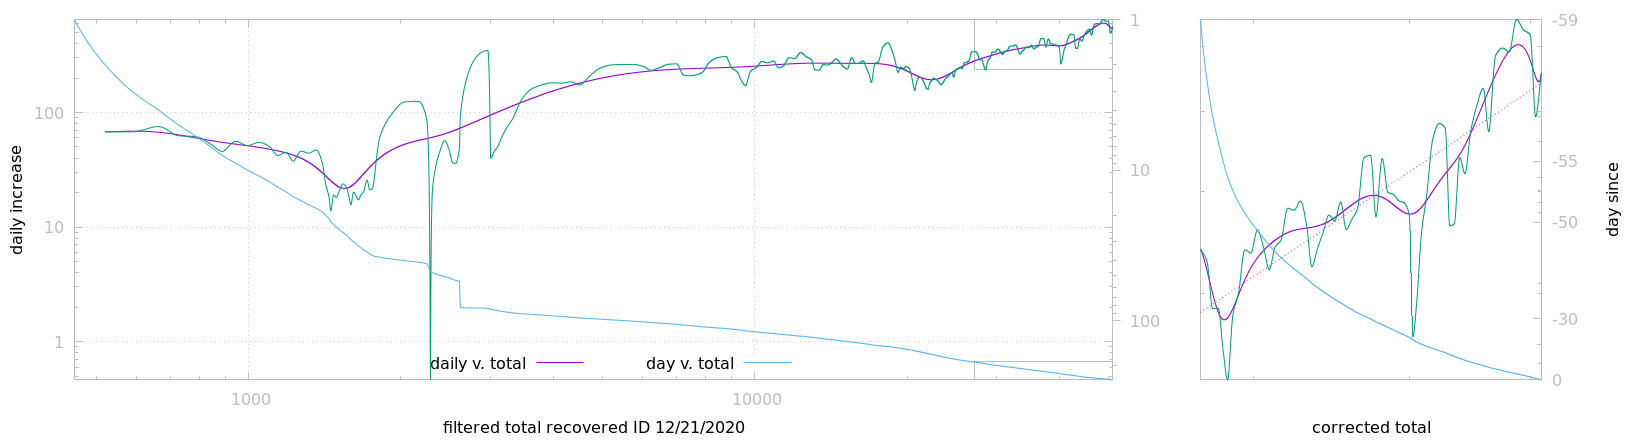 daily increase
100
10
1
1000
10000
1
10
100
daily v. total
day v. total
filtered total recovered ID 12/21/2020
-59
-55
-50
-30
0
day since
corrected total